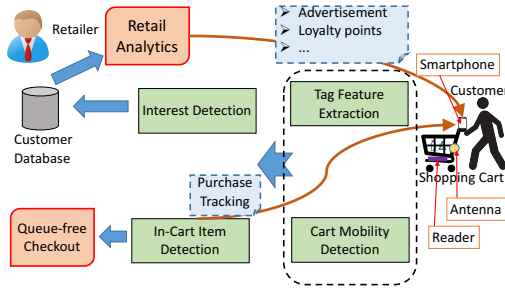 Retailer
Retail
Analytics
Advertisement
Loyalty points
...
Smartphone
Customer
Tag Feature
Extraction
Interest Detection
Customer
Database
Shopping Cart
Purchase
Tracking
Antenna
Queue-free
Checkout
In-Cart Item
Detection
Cart Mobility
Detection
Reader